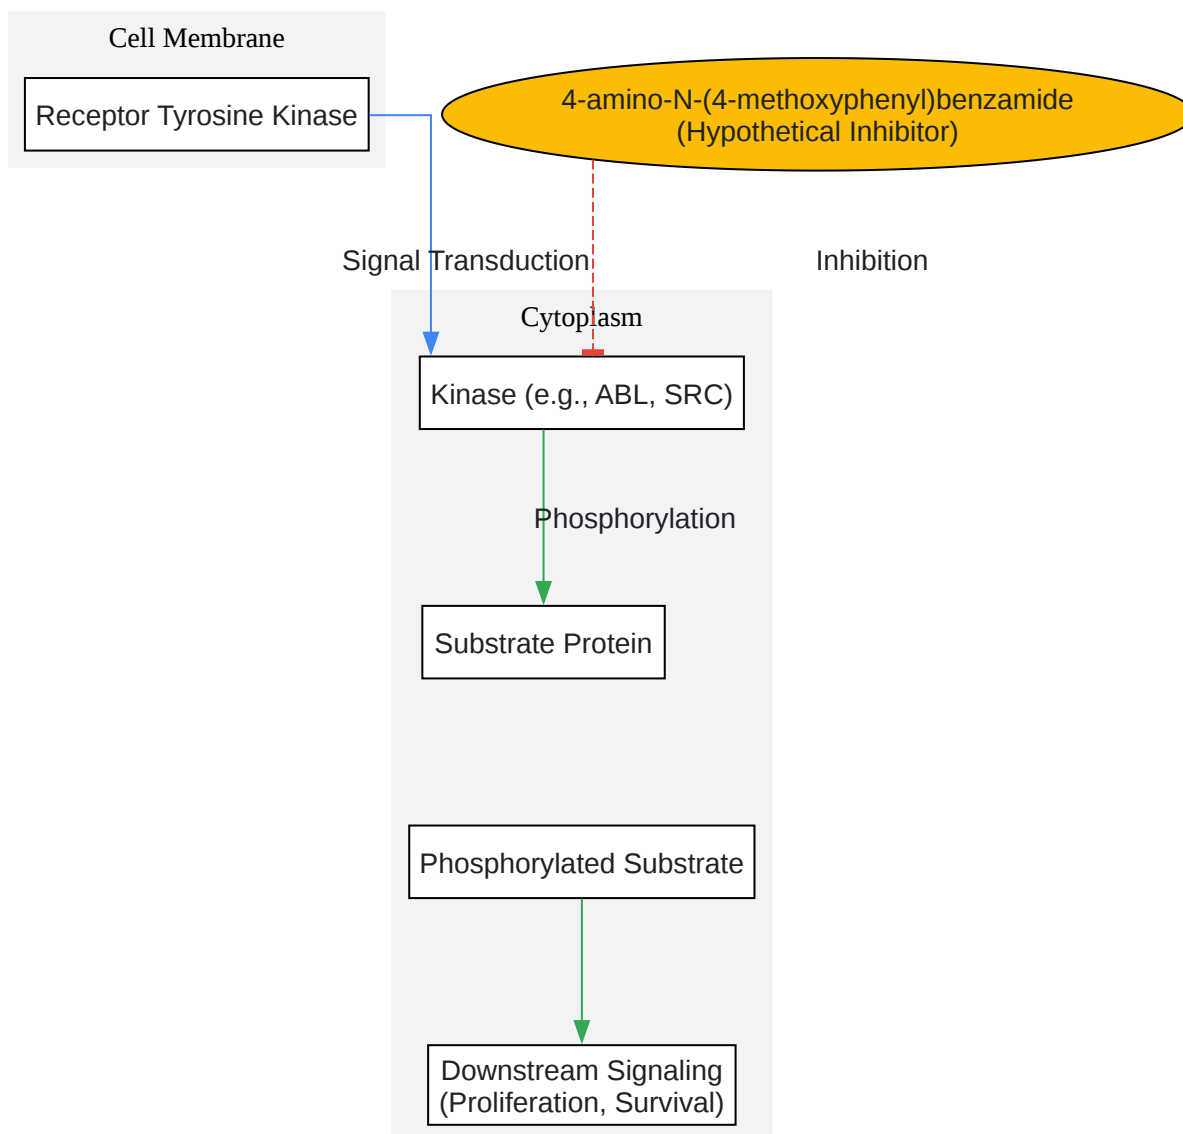 Cell Membrane
Receptor Tyrosine Kinase
4-amino-N-(4-methoxyphenyl)benzamide
(Hypothetical Inhibitor)
Signal Transduction
Inhibition
Cytoplasm
Kinase (e.g., ABL, SRC)
Phosphorylation
Substrate Protein
Phosphorylated Substrate
Downstream Signaling
(Proliferation, Survival)